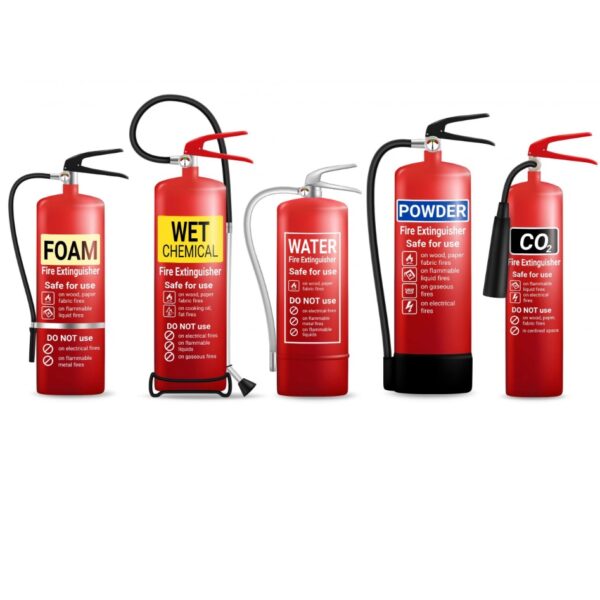 FOAM
Fire Extinguisher
Safe for use
on wood, paper
fabric fires
on flammable
liquid fires
DO NOT use
on electrical fires
on flammable
metal fires
WET
CHEMICAL
Fire Extinguisher
Safe for use
on wood, paper,
fabric fires
on cooking oil,
fat fires
DO NOT use
on electrical fires
on flammable
liquids
on gaseous fires
WATER
Fire Extinguisher
Safe for use
on wood, paper
fabric fires
DO NOT use
on electrical fires
on flammable
metal fires
on flammable
liquids
POWDER
Fire Extinguisher
Safe for use
on wood, paper
fabric fires
on flammable
liquid fires
on gaseous
fires
on electrical
fires
CO2
Fire Extinguisher
Safe for use
on flammable
liquid fires
on electrical
fires
DO NOT use
on wood, paper,
fabric fires
in centined spases